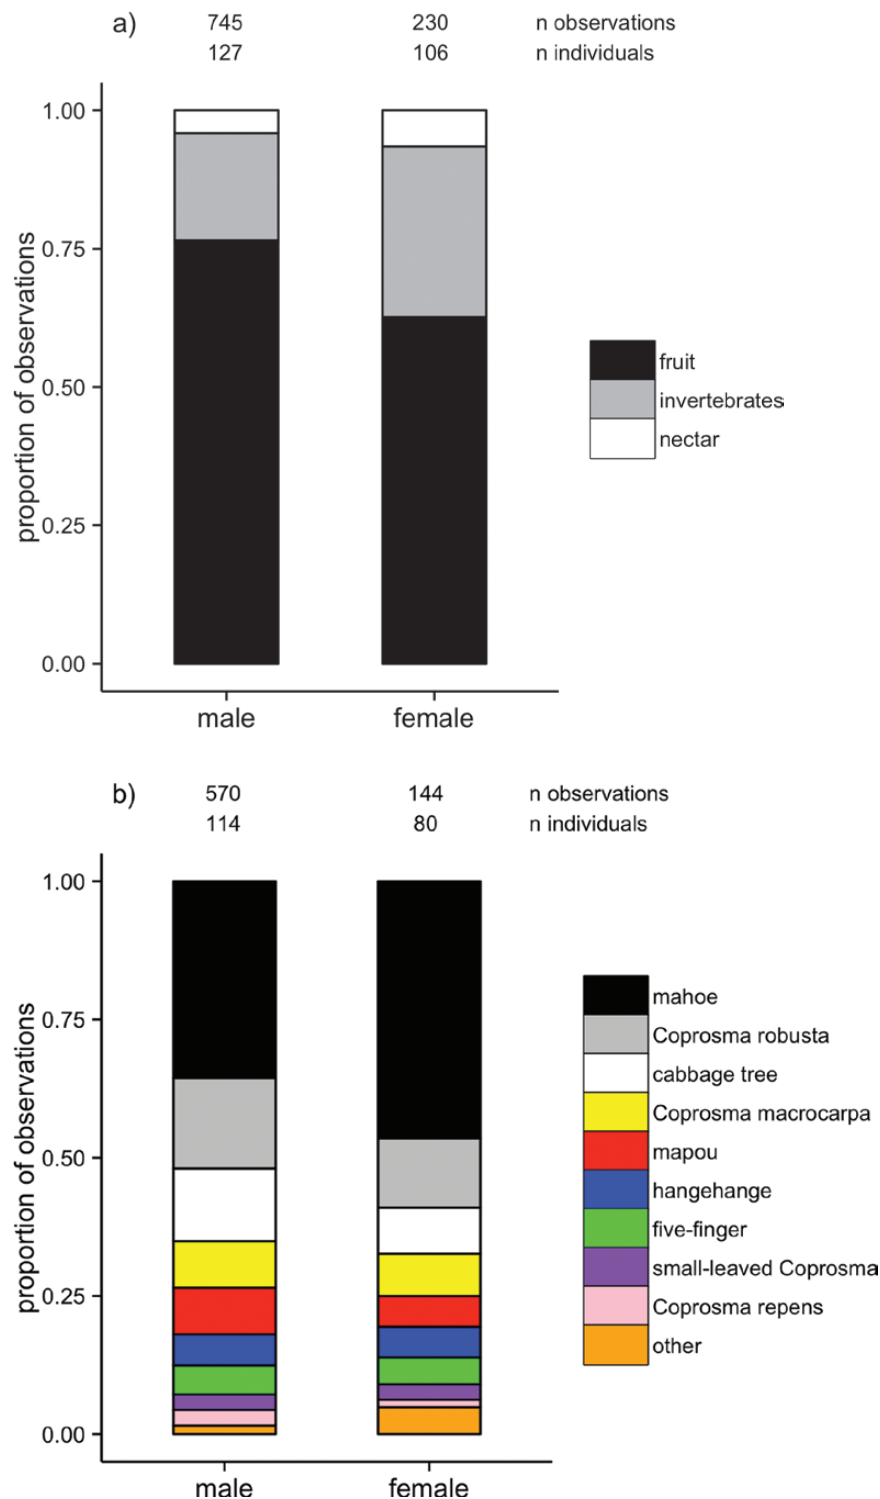 a) 745 230 n observations
127 106 n individuals
1.00
0.75
0.50
0.25
0.00
proportion of observations
male female
fruit
invertebrates
nectar
b) 570 144 n observations
114 80 n individuals
1.00
0.75
0.50
0.25
0.00
proportion of observations
male female
mahoe
Coprosma robusta
cabbage tree
Coprosma macrocarpa
mapou
hangehange
five-finger
small-leaved Coprosma
Coprosma repens
other